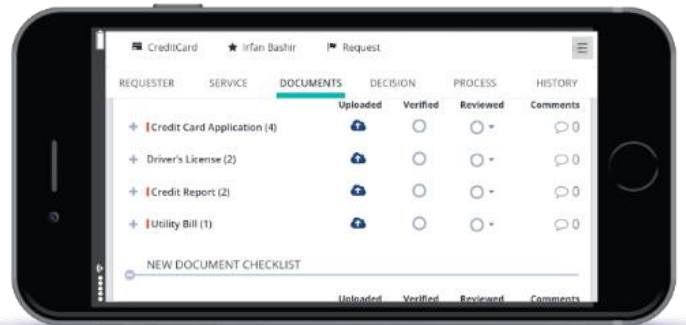 CreditCard Irfan Bashir Request
REQUESTER SERVICE DOCUMENTS DECISION PROCESS HISTORY
Uploaded Verified Reviewed Comments
Credit Card Application (4) 0
Driver's License (2) 0
Credit Report (2) 0
Utility Bill (1) 0
NEW DOCUMENT CHECKLIST
Uploaded Verified Reviewed Comments